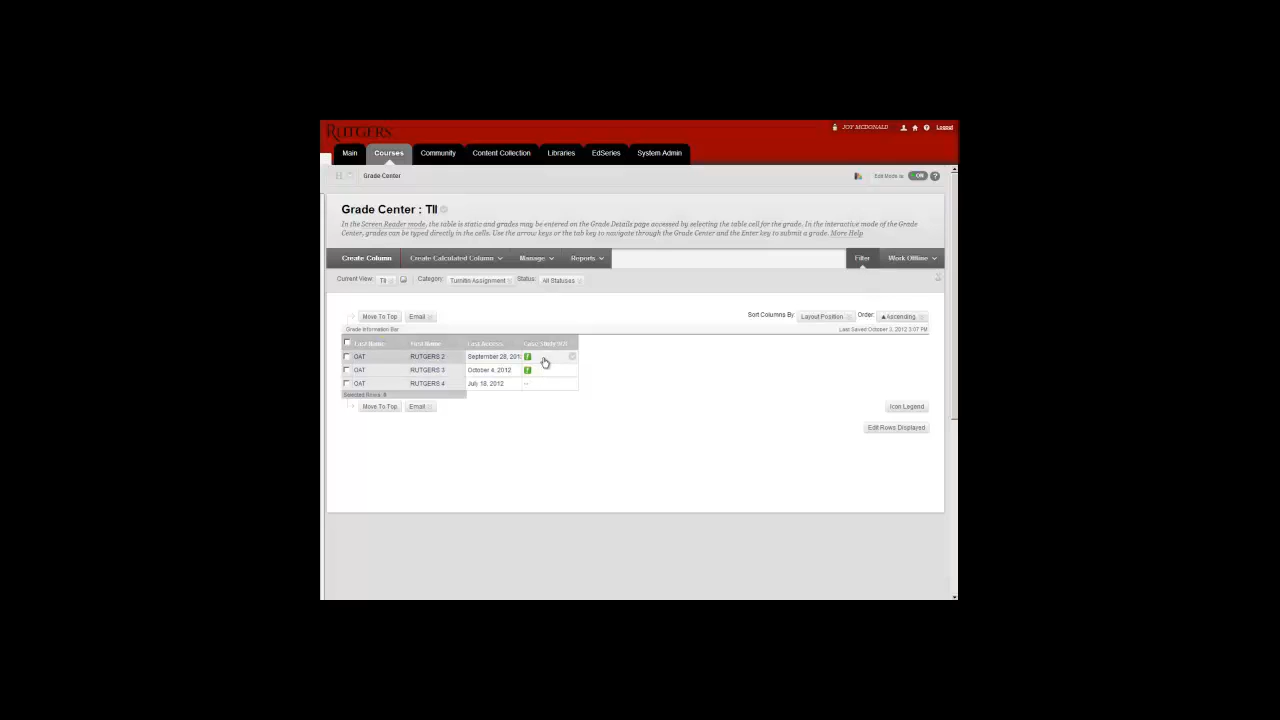 RUTGERS
JOY MCDONALD Logout
Main Courses Community Content Collection Libraries EdSeries System Admin
Grade Center Edit Mode is: ON ?
Grade Center : TII
In the Screen Reader mode, the table is static and grades may be entered on the Grade Details page accessed by selecting the table cell for the grade. In the interactive mode of the Grade
Center, grades can be typed directly in the cells. Use the arrow keys or the tab key to navigate through the Grade Center and the Enter key to submit a grade. More Help
Create Column Create Calculated Column Manage Reports Filter Work Offline
Current View: TII Category: Turnitin Assignment Status: All Statuses
Move To Top Email Sort Columns By: Layout Position Order: ▲Ascending
Grade Information Bar Last Saved October 3, 2012 3:07 PM
Last Name First Name Last Access Case Study
OAT RUTGERS 2 September 28, 201 !
OAT RUTGERS 3 October 4, 2012 !
OAT RUTGERS 4 July 18, 2012 --
Selected Rows: 0
Move To Top Email Icon Legend
Edit Rows Displayed